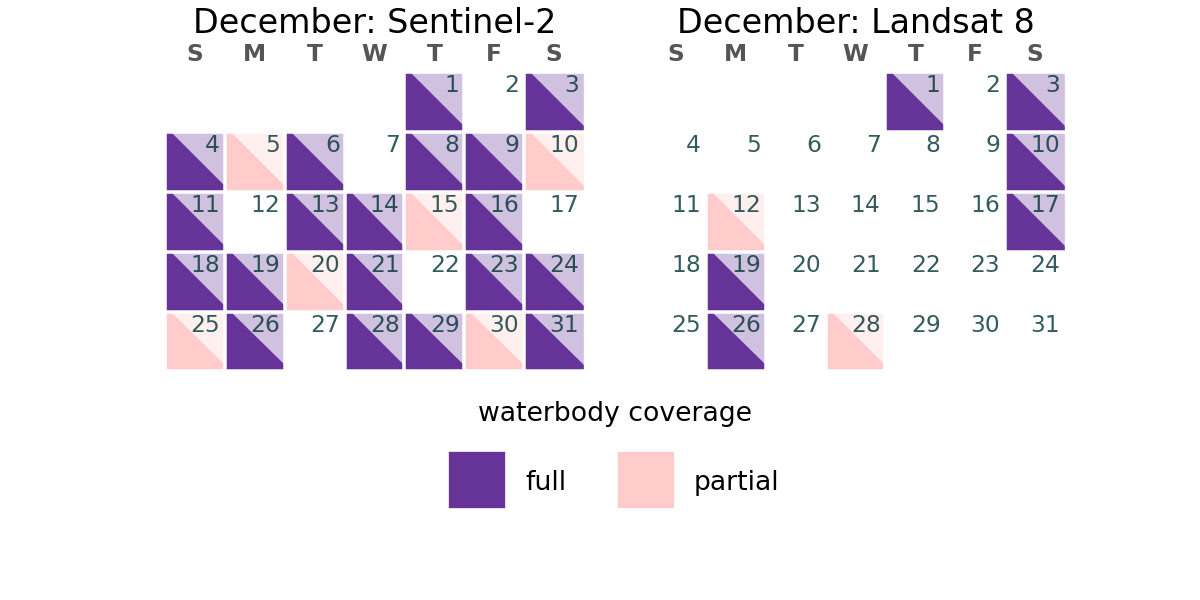 December: Sentinel-2
S M T W T F S
1 2 3
4 5 6 7 8 9 10
11 12 13 14 15 16 17
18 19 20 21 22 23 24
25 26 27 28 29 30 31
December: Landsat 8
S M T W T F S
1 2 3
4 5 6 7 8 9 10
11 12 13 14 15 16 17
18 19 20 21 22 23 24
25 26 27 28 29 30 31
waterbody coverage
full partial